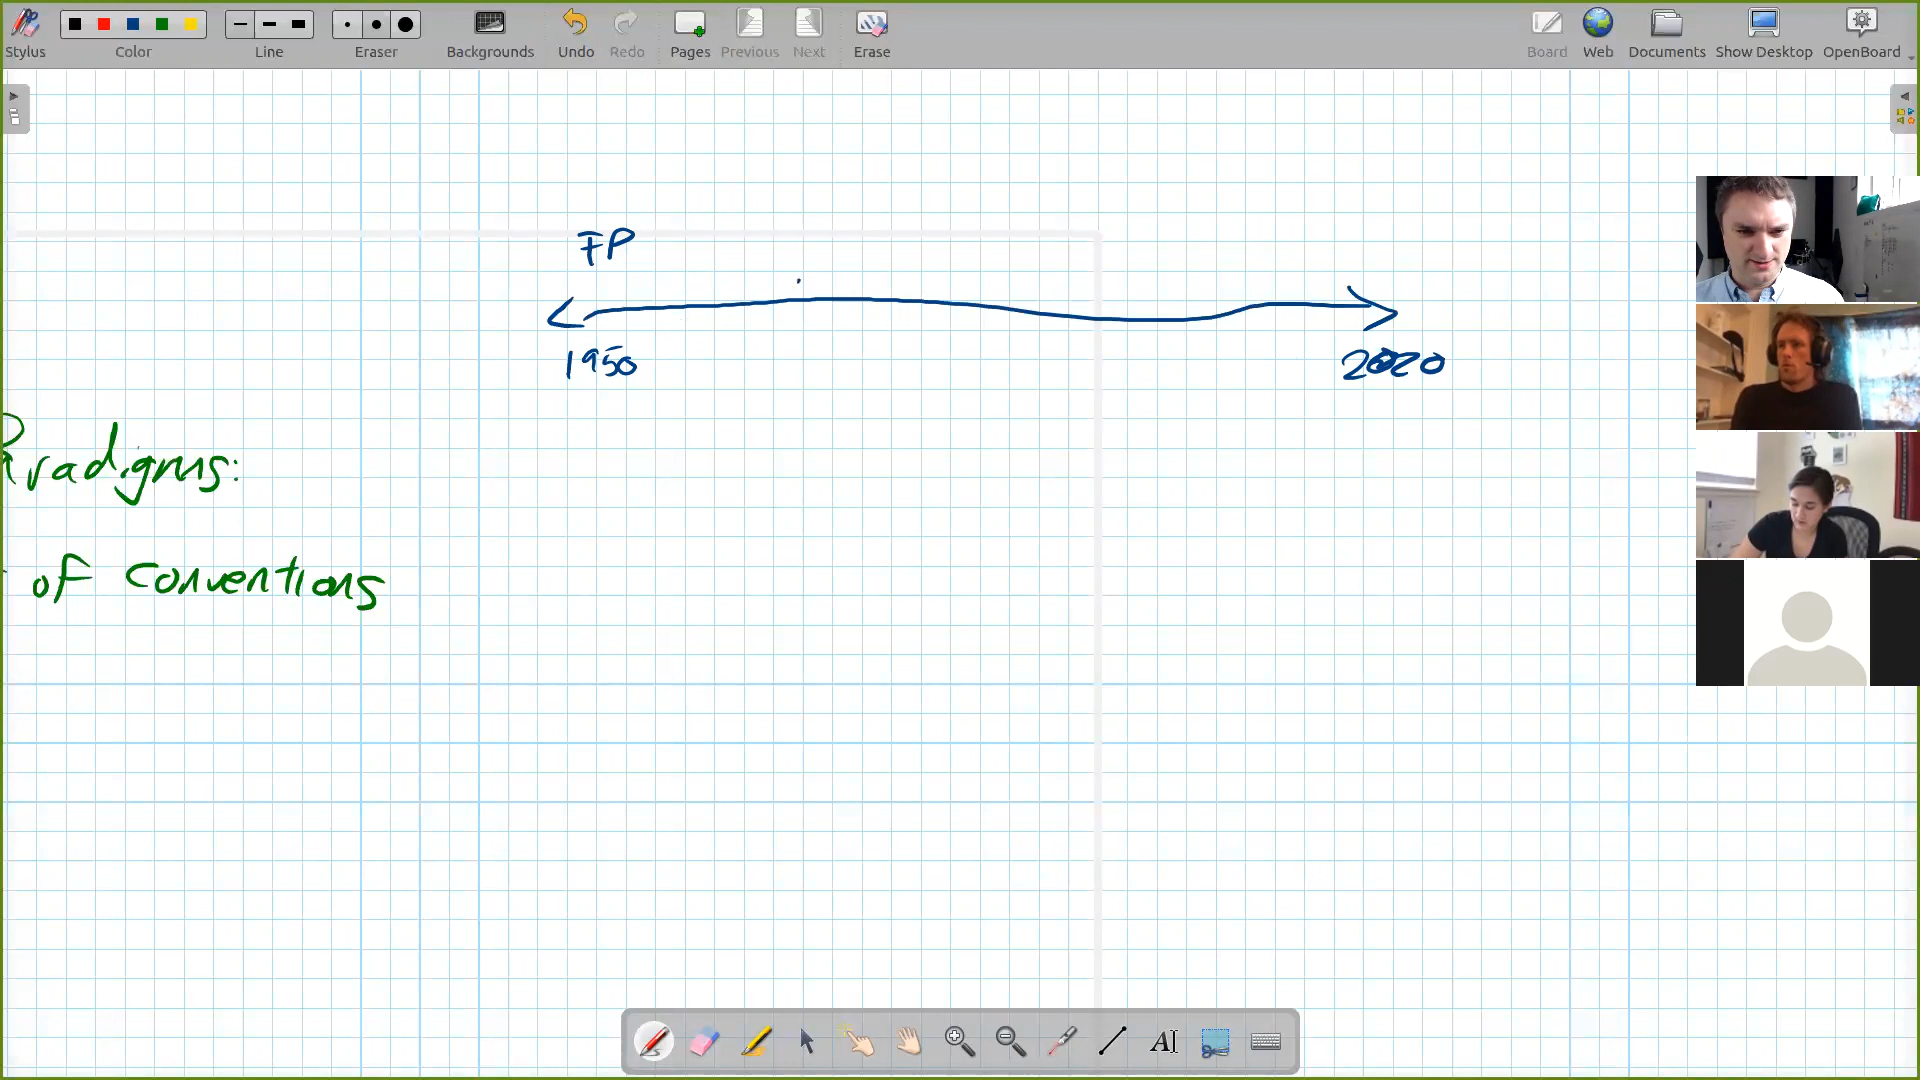 Stylus Color Line Eraser Backgrounds Undo Redo Pages Previous Next Erase Board Web Documents Show Desktop OpenBoard
FP
1950 2020
aradigms:
of conventions